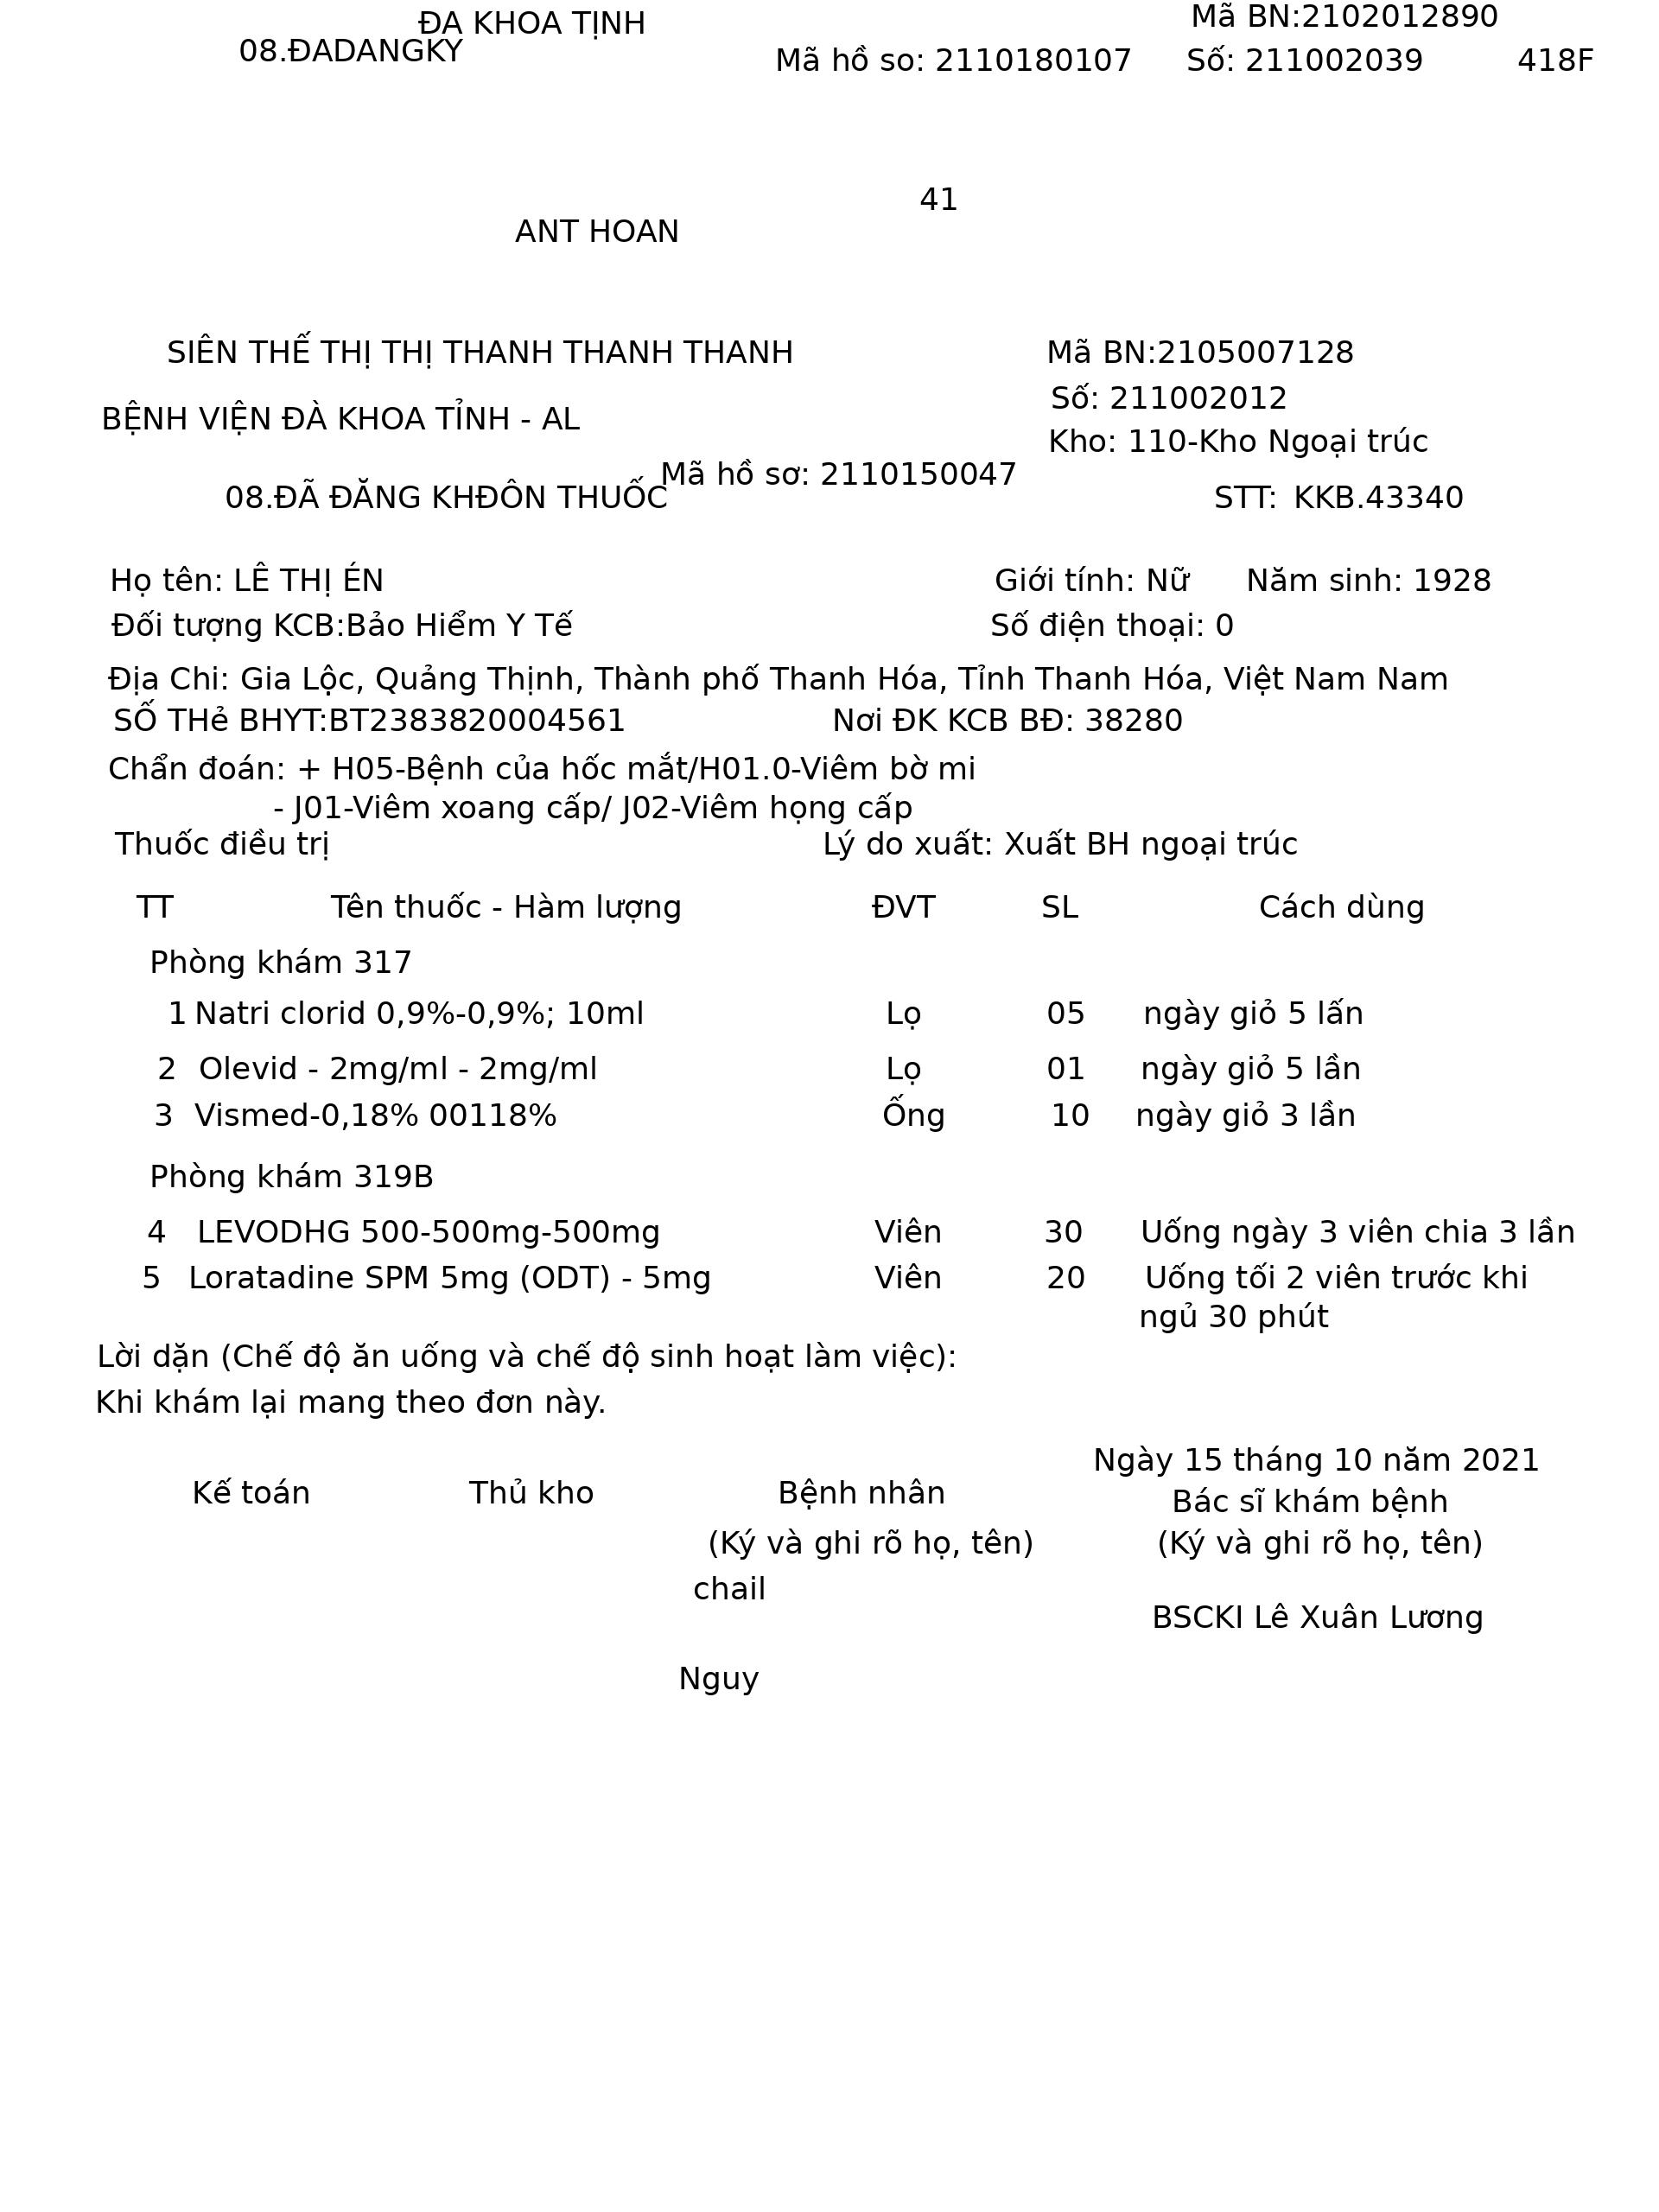 ĐA KHOA TỊNH Mã BN:2102012890
08.ĐADANGKY Mã hồ so: 2110180107 Số: 211002039 418F
41
ANT HOAN
SIÊN THẾ THỊ THỊ THANH THANH THANH Mã BN:2105007128
Số: 211002012
BỆNH VIỆN ĐÀ KHOA TỈNH - AL
Kho: 110-Kho Ngoại trúc
Mã hồ sơ: 2110150047
08.ĐÃ ĐĂNG KHĐÔN THUỐC STT: KKB.43340
Họ tên: LÊ THỊ ÉN Giới tính: Nữ Năm sinh: 1928
Đối tượng KCB:Bảo Hiểm Y Tế Số điện thoại: 0
Địa Chi: Gia Lộc, Quảng Thịnh, Thành phố Thanh Hóa, Tỉnh Thanh Hóa, Việt Nam Nam
SỐ THẻ BHYT:BT2383820004561 Nơi ĐK KCB BĐ: 38280
Chẩn đoán: + H05-Bệnh của hốc mắt/H01.0-Viêm bờ mi
- J01-Viêm xoang cấp/ J02-Viêm họng cấp
Thuốc điều trị Lý do xuất: Xuất BH ngoại trúc
TT Tên thuốc - Hàm lượng ĐVT SL Cách dùng
Phòng khám 317
1 Natri clorid 0,9%-0,9%; 10ml Lọ 05 ngày giỏ 5 lấn
2 Olevid - 2mg/ml - 2mg/ml Lọ 01 ngày giỏ 5 lần
3 Vismed-0,18% 00118% Ống 10 ngày giỏ 3 lần
Phòng khám 319B
4 LEVODHG 500-500mg-500mg Viên 30 Uống ngày 3 viên chia 3 lần
5 Loratadine SPM 5mg (ODT) - 5mg Viên 20 Uống tối 2 viên trước khi
ngủ 30 phút
Lời dặn (Chế độ ăn uống và chế độ sinh hoạt làm việc):
Khi khám lại mang theo đơn này.
Ngày 15 tháng 10 năm 2021
Kế toán Thủ kho Bệnh nhân Bác sĩ khám bệnh
(Ký và ghi rõ họ, tên) (Ký và ghi rõ họ, tên)
chail
BSCKI Lê Xuân Lương
Nguy